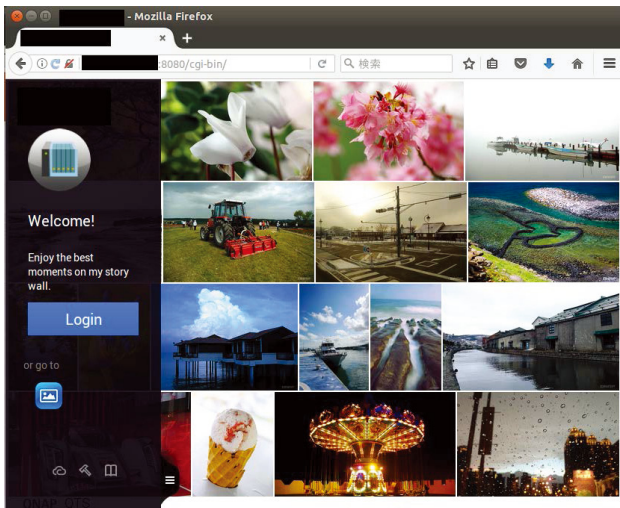 - Mozilla Firefox
:8080/cgi-bin/
検索
Welcome!
Enjoy the best
moments on my story
wall.
Login
or go to